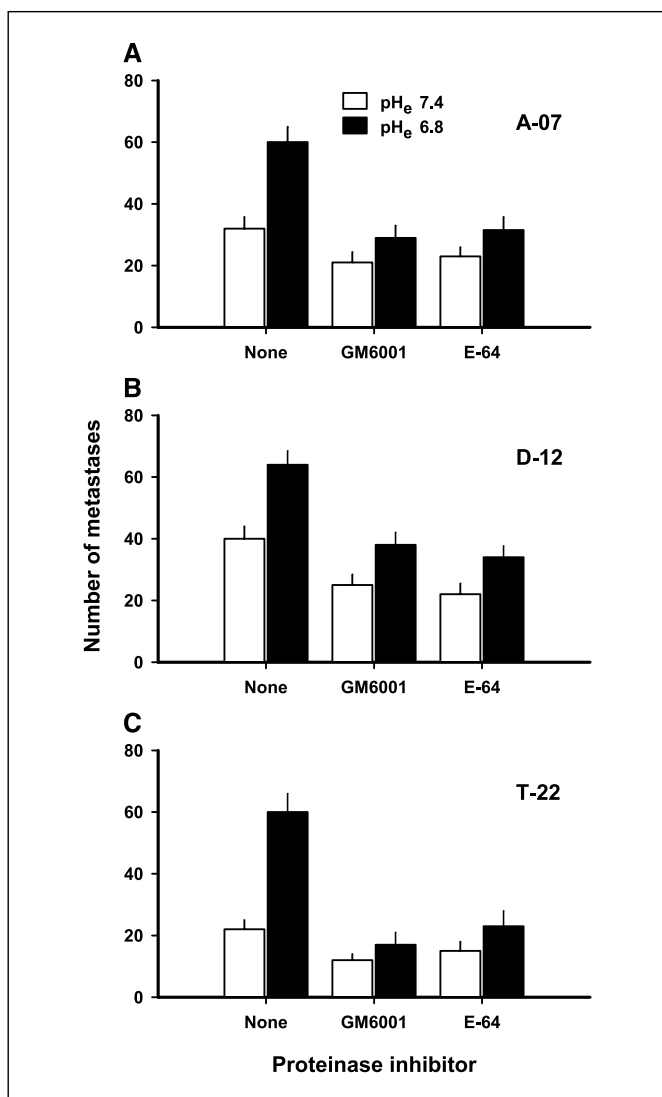 A
80
60
40
20
0
pHe 7.4
pHe 6.8
A-07
None GM6001 E-64
B
80
60
40
20
0
D-12
None GM6001 E-64
Number of metastases
C
80
60
40
20
0
T-22
None GM6001 E-64
Proteinase inhibitor